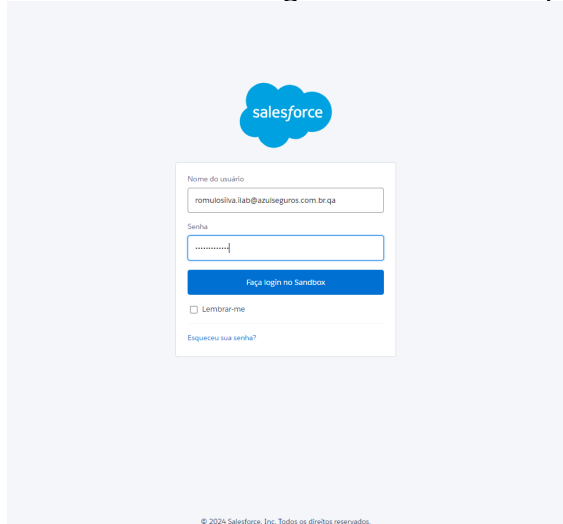 salesforce
Nome do usuário
romulosilva.ilab@azulseguros.com.br.qa
Senha
Faça login no Sandbox
Lembrar-me
Esqueceu sua senha?
© 2024 Salesforce, Inc. Todos os direitos reservados.